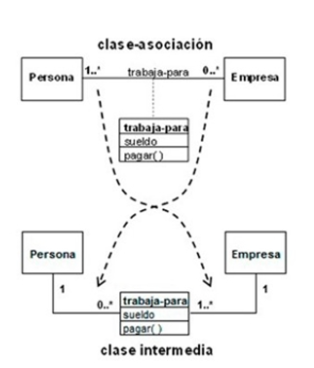 clase-asociación
Persona
1..*
trabaja-para
0..*
Empresa
trabaja-para
sueldo
pagar( )
Persona
Empresa
1
1
0..*
trabaja-para
1..*
sueldo
pagar( )
clase intermedia